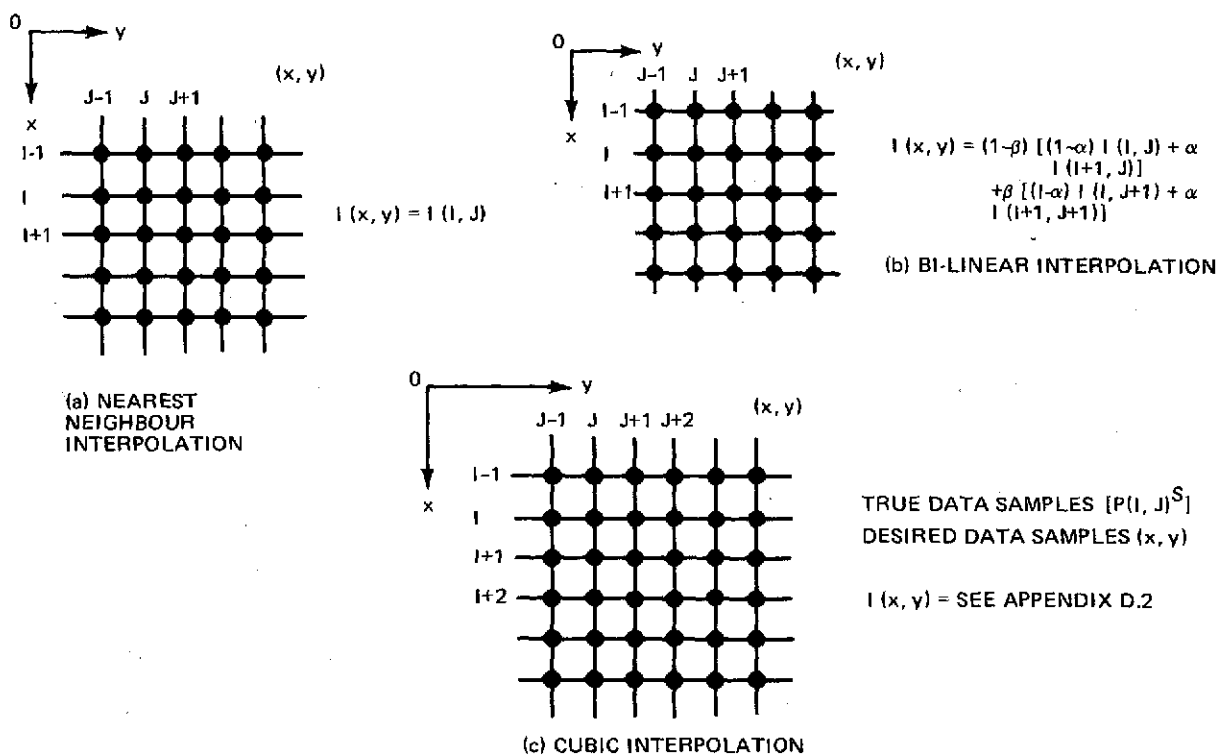 0
y
x
(x, y)
J-1 J J+1
I-1
I
I+1
I (x, y) = I (I, J)
(a) NEAREST
NEIGHBOUR
INTERPOLATION
0
y
x
(x, y)
J-1 J J+1
I-1
I
I+1
I (x, y) = (1-β) [(1-α) I (I, J) + α
I (I+1, J)]
+β [(I-α) I (I, J+1) + α
I (I+1, J+1)]
(b) BI-LINEAR INTERPOLATION
0
y
x
(x, y)
J-1 J J+1 J+2
I-1
I
I+1
I+2
TRUE DATA SAMPLES [P(I, J)^S]
DESIRED DATA SAMPLES (x, y)
I (x, y) = SEE APPENDIX D.2
(c) CUBIC INTERPOLATION